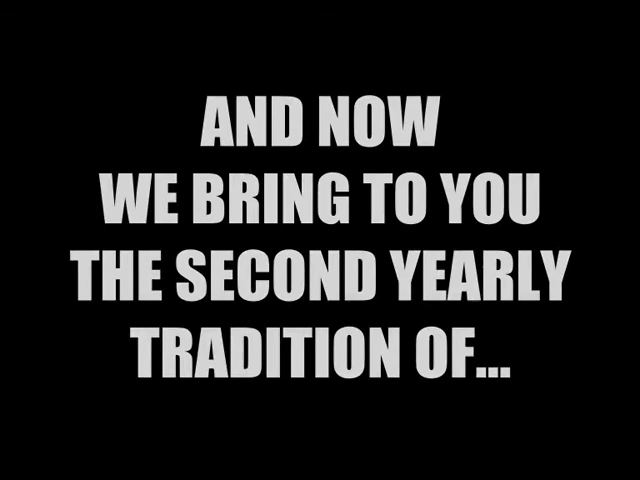 AND NOW
WE BRING TO YOU
THE SECOND YEARLY
TRADITION OF...